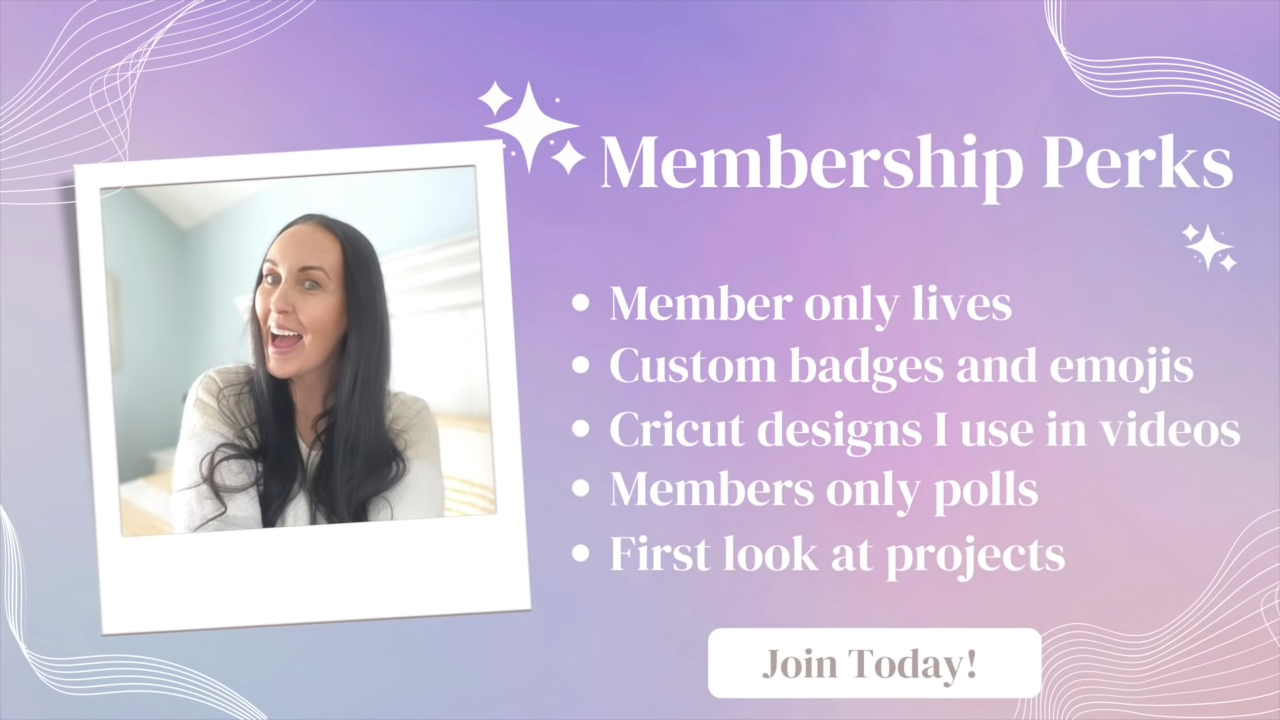 Membership Perks
Member only lives
Custom badges and emojis
Cricut designs I use in videos
Members only polls
First look at projects
Join Today!